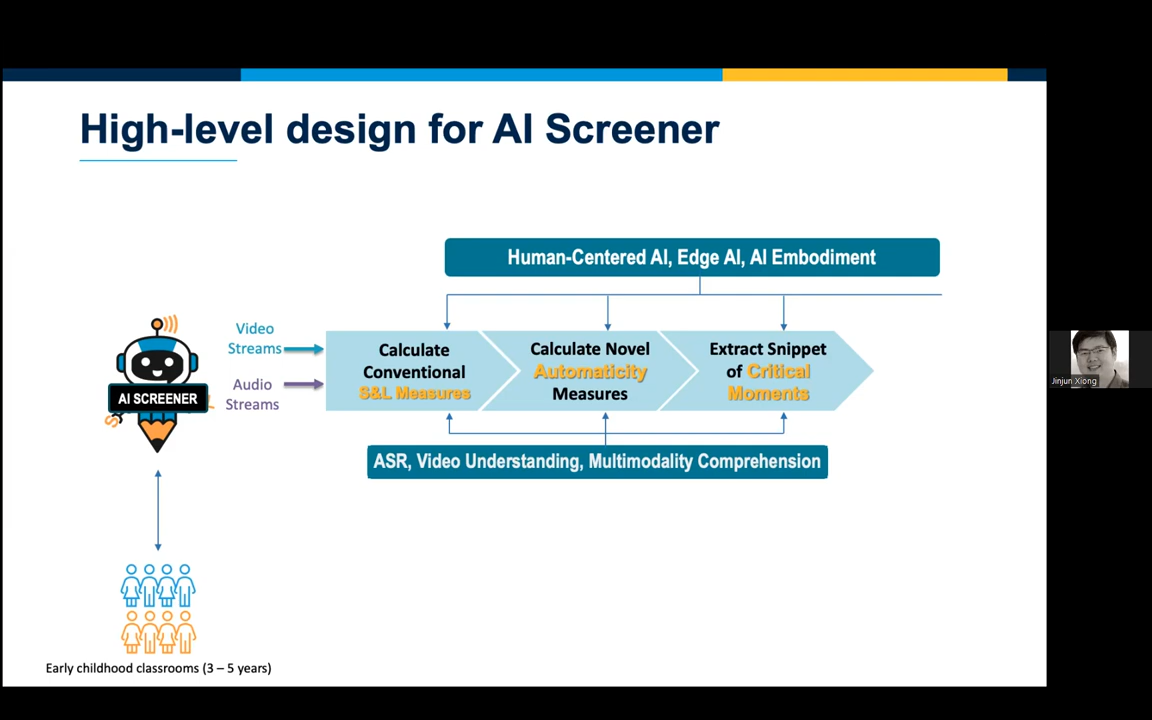 High-level design for AI Screener
Human-Centered AI, Edge AI, AI Embodiment
Video
Streams
Audio
Streams
AI SCREENER
Calculate
Conventional
S&L Measures
Calculate Novel
Automaticity
Measures
Extract Snippet
of Critical
Moments
ASR, Video Understanding, Multimodality Comprehension
Early childhood classrooms (3 – 5 years)
Jinjun Xiong